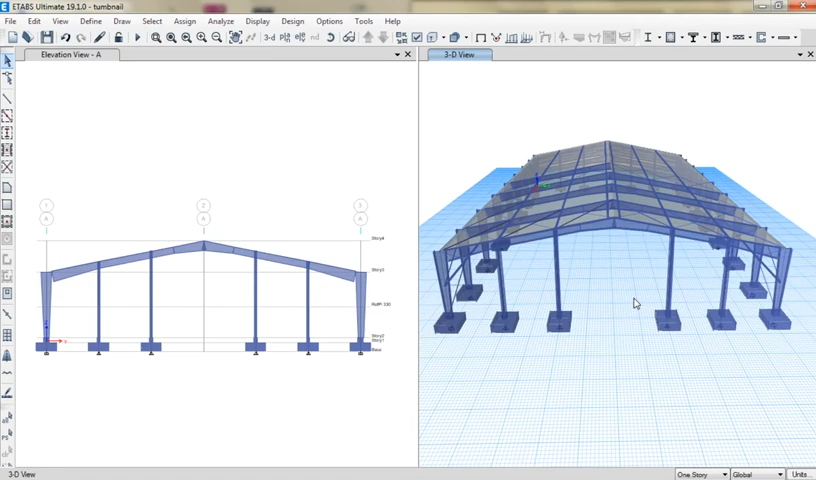 ETABS Ultimate 19.1.0 - tumbnail
File Edit View Define Draw Select Assign Analyze Display Design Options Tools Help
3-d
Elevation View - A
3-D View
1 2 3
A A A
Story4
Story3
Story2
Story1
Base
3-D View
One Story Global Units...